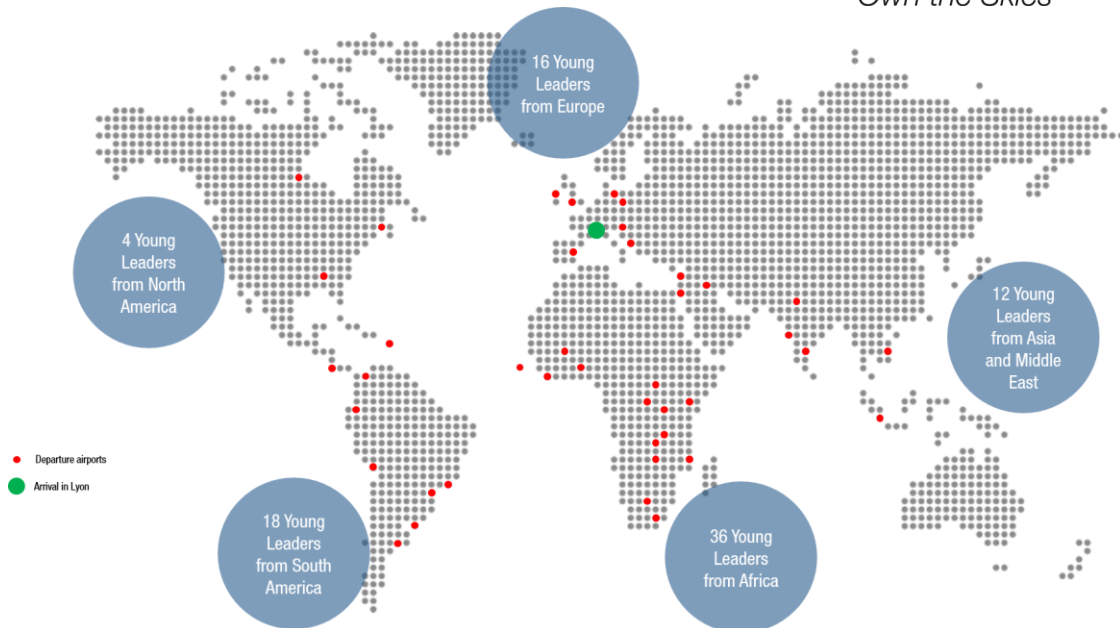 Own the Skies
16 Young
Leaders
from Europe
4 Young
Leaders
from North
America
12 Young
Leaders
from Asia
and Middle
East
Departure airports
Arrival in Lyon
18 Young
Leaders
from South
America
36 Young
Leaders
from Africa